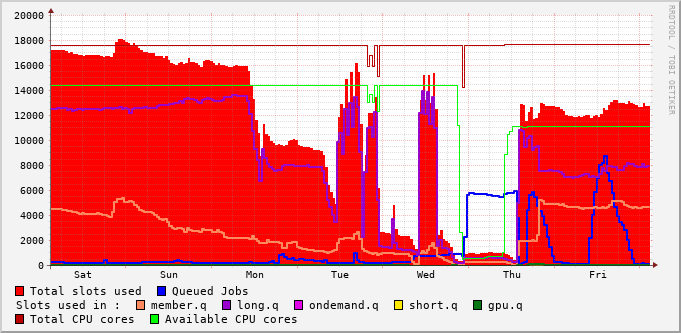 20000
18000
16000
14000
12000
10000
8000
6000
4000
2000
0
Sat Sun Mon Tue Wed Thu Fri
RRDTOOL / TOBI OETIKER
Total slots used Queued Jobs
Slots used in : member.q long.q ondemand.q short.q gpu.q
Total CPU cores Available CPU cores